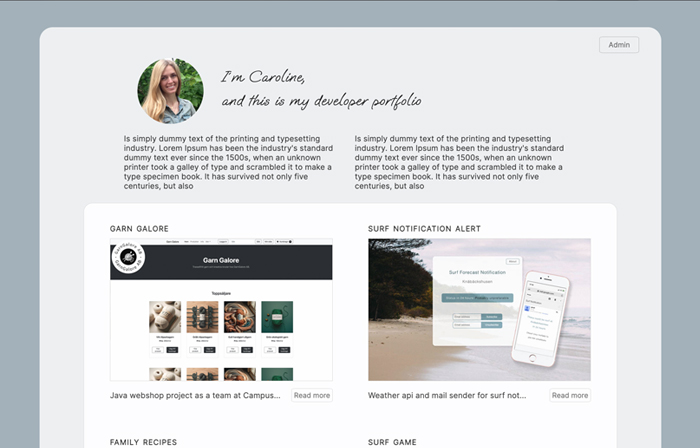 Admin
I'm Caroline,
and this is my developer portfolio
Is simply dummy text of the printing and typesetting
industry. Lorem Ipsum has been the industry's standard
dummy text ever since the 1500s, when an unknown
printer took a galley of type and scrambled it to make a
type specimen book. It has survived not only five
centuries, but also
Is simply dummy text of the printing and typesetting
industry. Lorem Ipsum has been the industry's standard
dummy text ever since the 1500s, when an unknown
printer took a galley of type and scrambled it to make a
type specimen book. It has survived not only five
centuries, but also
GARN GALORE
Garn Galore
Toppsäljare
Java webshop project as a team at Campus...
Read more
SURF NOTIFICATION ALERT
Surf Forecast Notification
Weather api and mail sender for surf not...
Read more
FAMILY RECIPES
SURF GAME